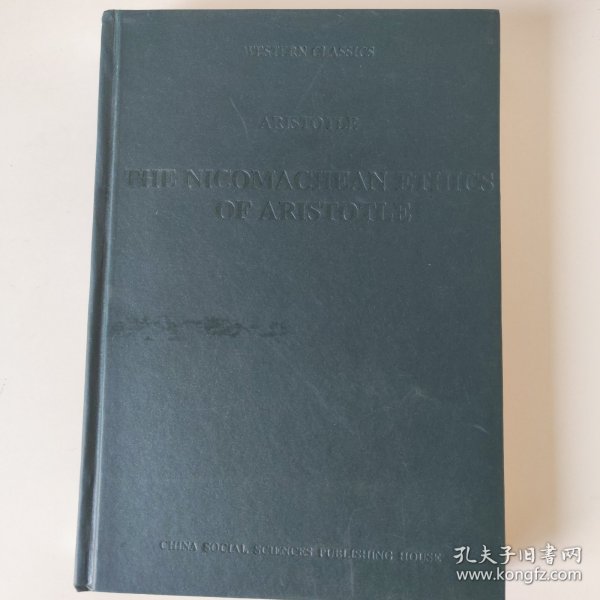 WESTERN CLASSICS
ARISTOTLE
THE NICOMACHEAN ETHICS
OF ARISTOTLE
CHINA SOCIAL SCIENCES PUBLISHING HOUSE
孔夫子旧书网
www.kongfz.com